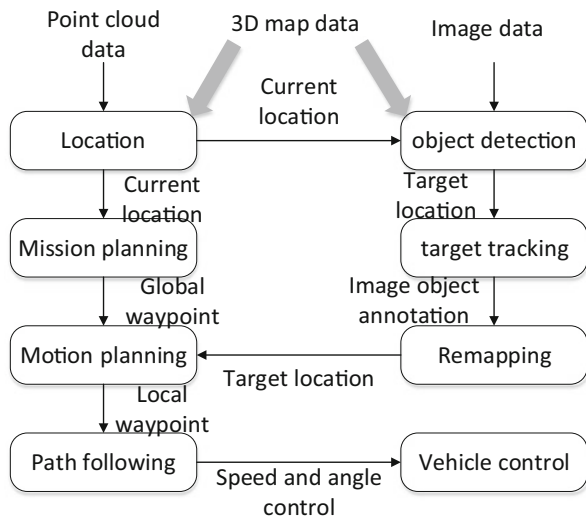 Point cloud
data
3D map data
Image data
Current
location
Location
object detection
Current
location
Target
location
Mission planning
target tracking
Global
waypoint
Image object
annotation
Motion planning
Remapping
Target location
Local
waypoint
Path following
Vehicle control
Speed and angle
control